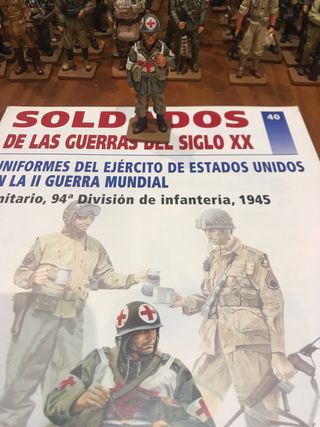 SOLDADOS
40
DE LAS GUERRAS DEL SIGLO XX
UNIFORMES DEL EJÉRCITO DE ESTADOS UNIDOS
N LA II GUERRA MUNDIAL
nitario, 94ª División de infantería, 1945